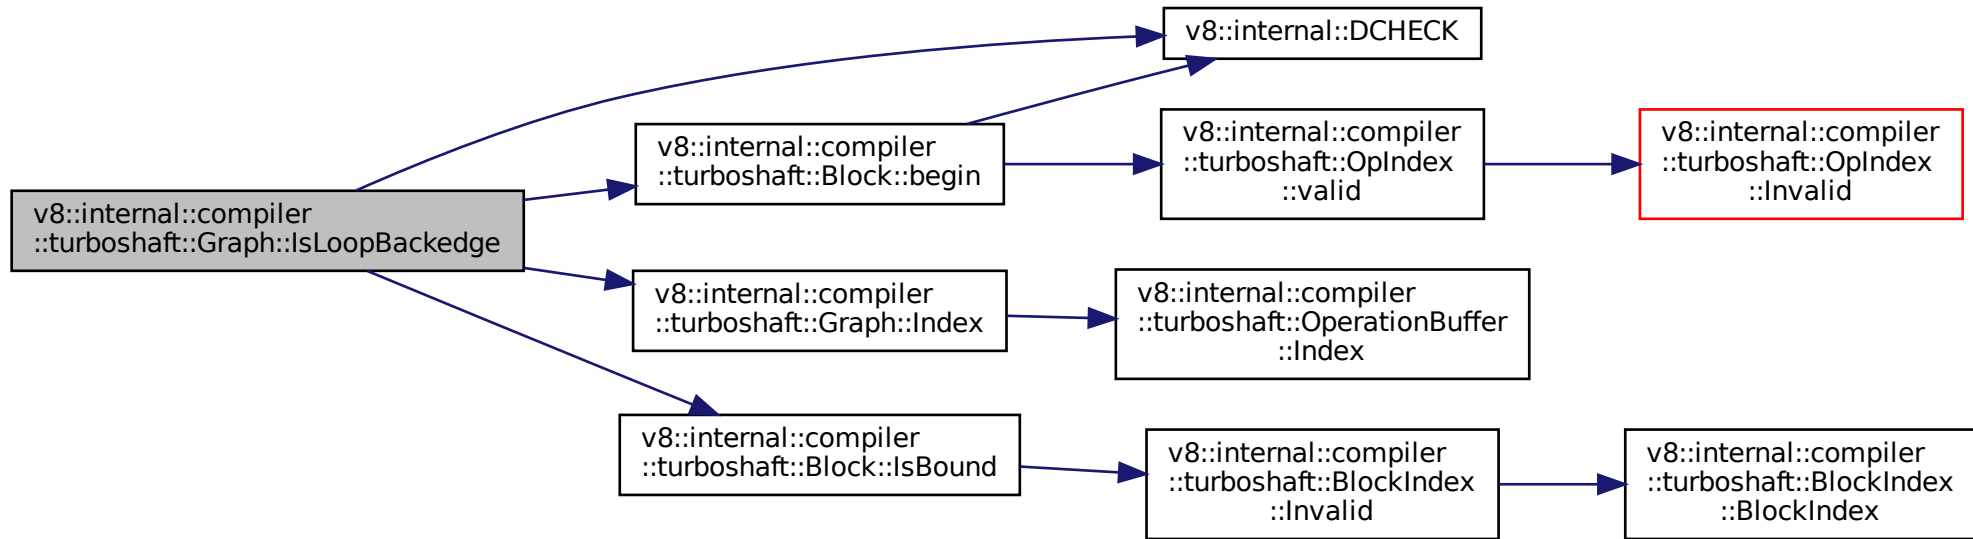 v8::internal::compiler
::turboshaft::Graph::IsLoopBackedge
v8::internal::DCHECK
v8::internal::compiler
::turboshaft::Block::begin
v8::internal::compiler
::turboshaft::OpIndex
::valid
v8::internal::compiler
::turboshaft::OpIndex
::Invalid
v8::internal::compiler
::turboshaft::Graph::Index
v8::internal::compiler
::turboshaft::OperationBuffer
::Index
v8::internal::compiler
::turboshaft::Block::IsBound
v8::internal::compiler
::turboshaft::BlockIndex
::Invalid
v8::internal::compiler
::turboshaft::BlockIndex
::BlockIndex